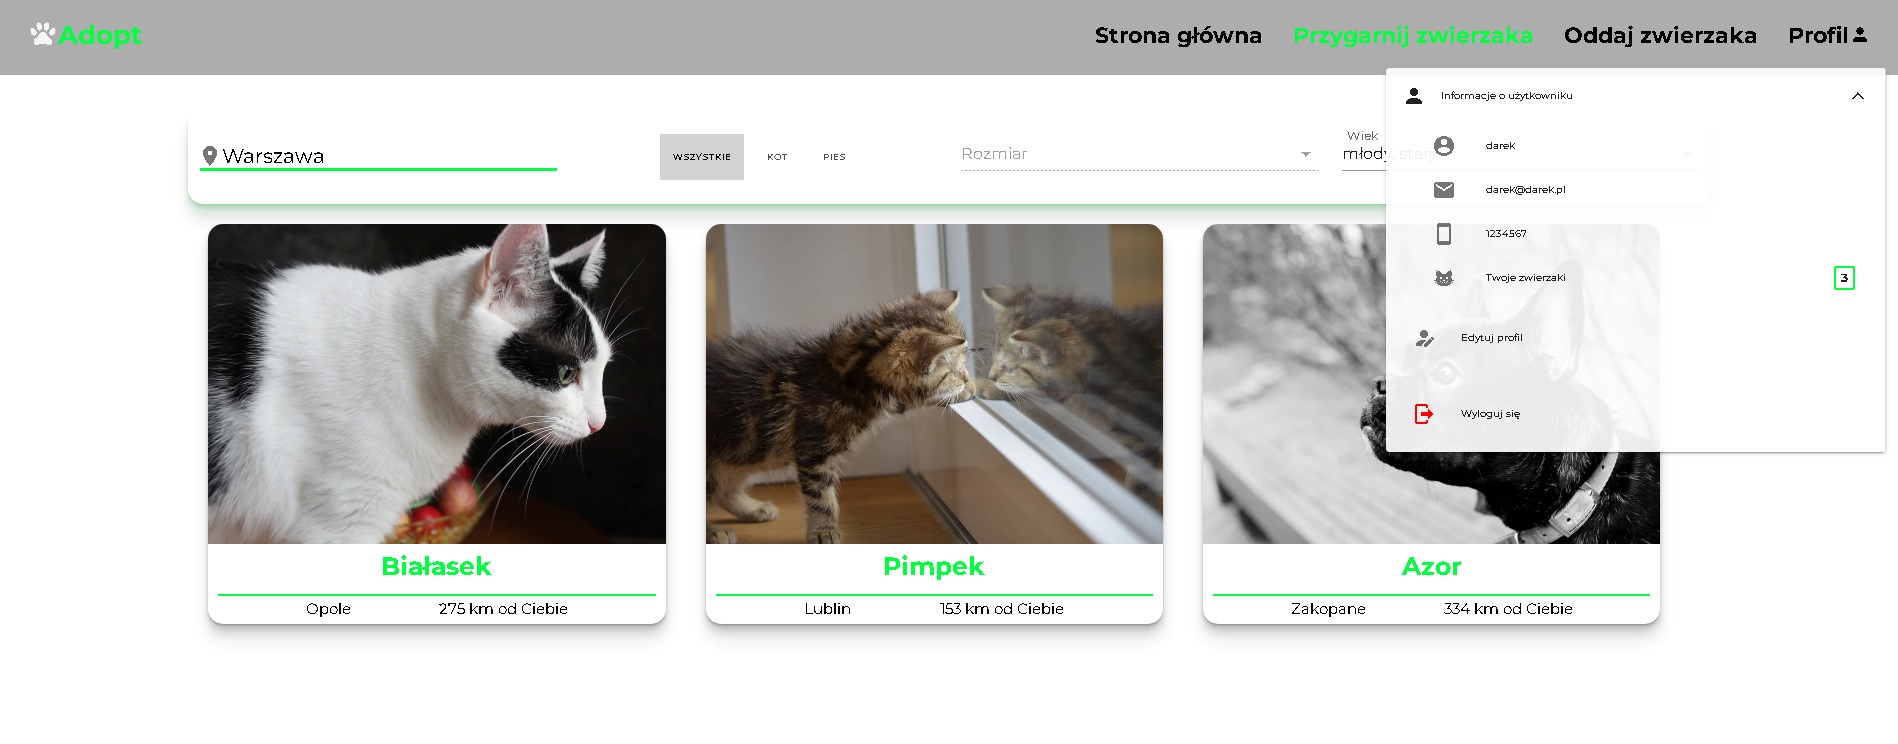 Adopt
Strona główna Przygarnij zwierzaka Oddaj zwierzaka Profil
Informacje o użytkowniku
Warszawa
WSZYSTKIE KOT PIES
Rozmiar
Wiek
młody, stary
darek
darek@darek.pl
1234567
Twoje zwierzaki 3
Edytuj profil
Wyloguj się
Białasek
Opole 275 km od Ciebie
Pimpek
Lublin 153 km od Ciebie
Azor
Zakopane 334 km od Ciebie